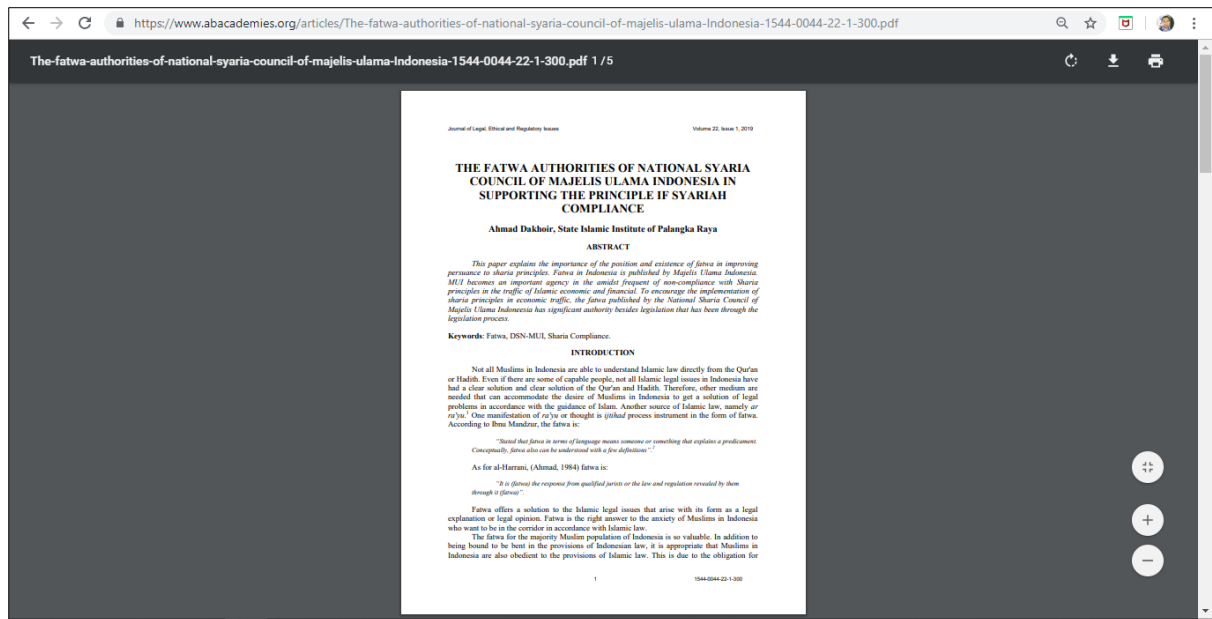 https://www.abacademies.org/articles/The-fatwa-authorities-of-national-syaria-council-of-majelis-ulama-Indonesia-1544-0044-22-1-300.pdf
The-fatwa-authorities-of-national-syaria-council-of-majelis-ulama-Indonesia-1544-0044-22-1-300.pdf 1 / 5
Journal of Legal, Ethical and Regulatory Issues Volume 22, Issue 1, 2019
THE FATWA AUTHORITIES OF NATIONAL SYARIA
COUNCIL OF MAJELIS ULAMA INDONESIA IN
SUPPORTING THE PRINCIPLE IF SYARIAH
COMPLIANCE
Ahmad Dakhoir, State Islamic Institute of Palangka Raya
ABSTRACT
This paper explains the importance of the position and existence of fatwa in improving
persuance to sharia principles. Fatwa in Indonesia is published by Majelis Ulama Indonesia.
MUI becomes an important agency in the amidst frequent of non-compliance with Sharia
principles in the traffic of Islamic economic and financial. To encourage the implementation of
sharia principles in economic traffic, the fatwa published by the National Sharia Council of
Majelis Ulama Indoneesia has significant authority besides legislation that has been through the
legislation process.
Keywords: Fatwa, DSN-MUI, Sharia Compliance.
INTRODUCTION
Not all Muslims in Indonesia are able to understand Islamic law directly from the Qur'an
or Hadith. Even if there are some of capable people, not all Islamic legal issues in Indonesia have
had a clear solution and clear solution of the Qur'an and Hadith. Therefore, other medium are
needed that can accommodate the desire of Muslims in Indonesia to get a solution of legal
problems in accordance with the guidance of Islam. Another source of Islamic law, namely ar
ra'yu.1 One manifestation of ra'yu or thought is ijtihad process instrument in the form of fatwa.
According to Ibnu Mandzur, the fatwa is:
"Stated that fatwa in terms of language means someone or something that explains a predicament.
Conceptually, fatwa also can be understood with a few definitions".2
As for al-Harrani, (Ahmad, 1984) fatwa is:
"It is (fatwa) the response from qualified jurists or the law and regulation revealed by them
through it (fatwa)".
Fatwa offers a solution to the Islamic legal issues that arise with its form as a legal
explanation or legal opinion. Fatwa is the right answer to the anxiety of Muslims in Indonesia
who want to be in the corridor in accordance with Islamic law.
The fatwa for the majority Muslim population of Indonesia is so valuable. In addition to
being bound to be bent in the provisions of Indonesian law, it is appropriate that Muslims in
Indonesia are also obedient to the provisions of Islamic law. This is due to the obligation for
1 1544-0044-22-1-300